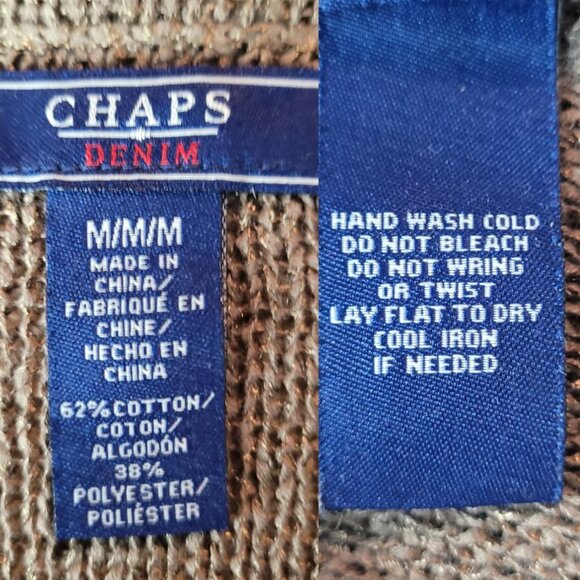 CHAPS
DENIM
M/M/M
MADE IN
CHINA/
FABRIQUÉ EN
CHINE/
HECHO EN
CHINA
62% COTTON/
COTON/
ALGODÓN
38%
POLYESTER/
POLIÉSTER
HAND WASH COLD
DO NOT BLEACH
DO NOT WRING
OR TWIST
LAY FLAT TO DRY
COOL IRON
IF NEEDED